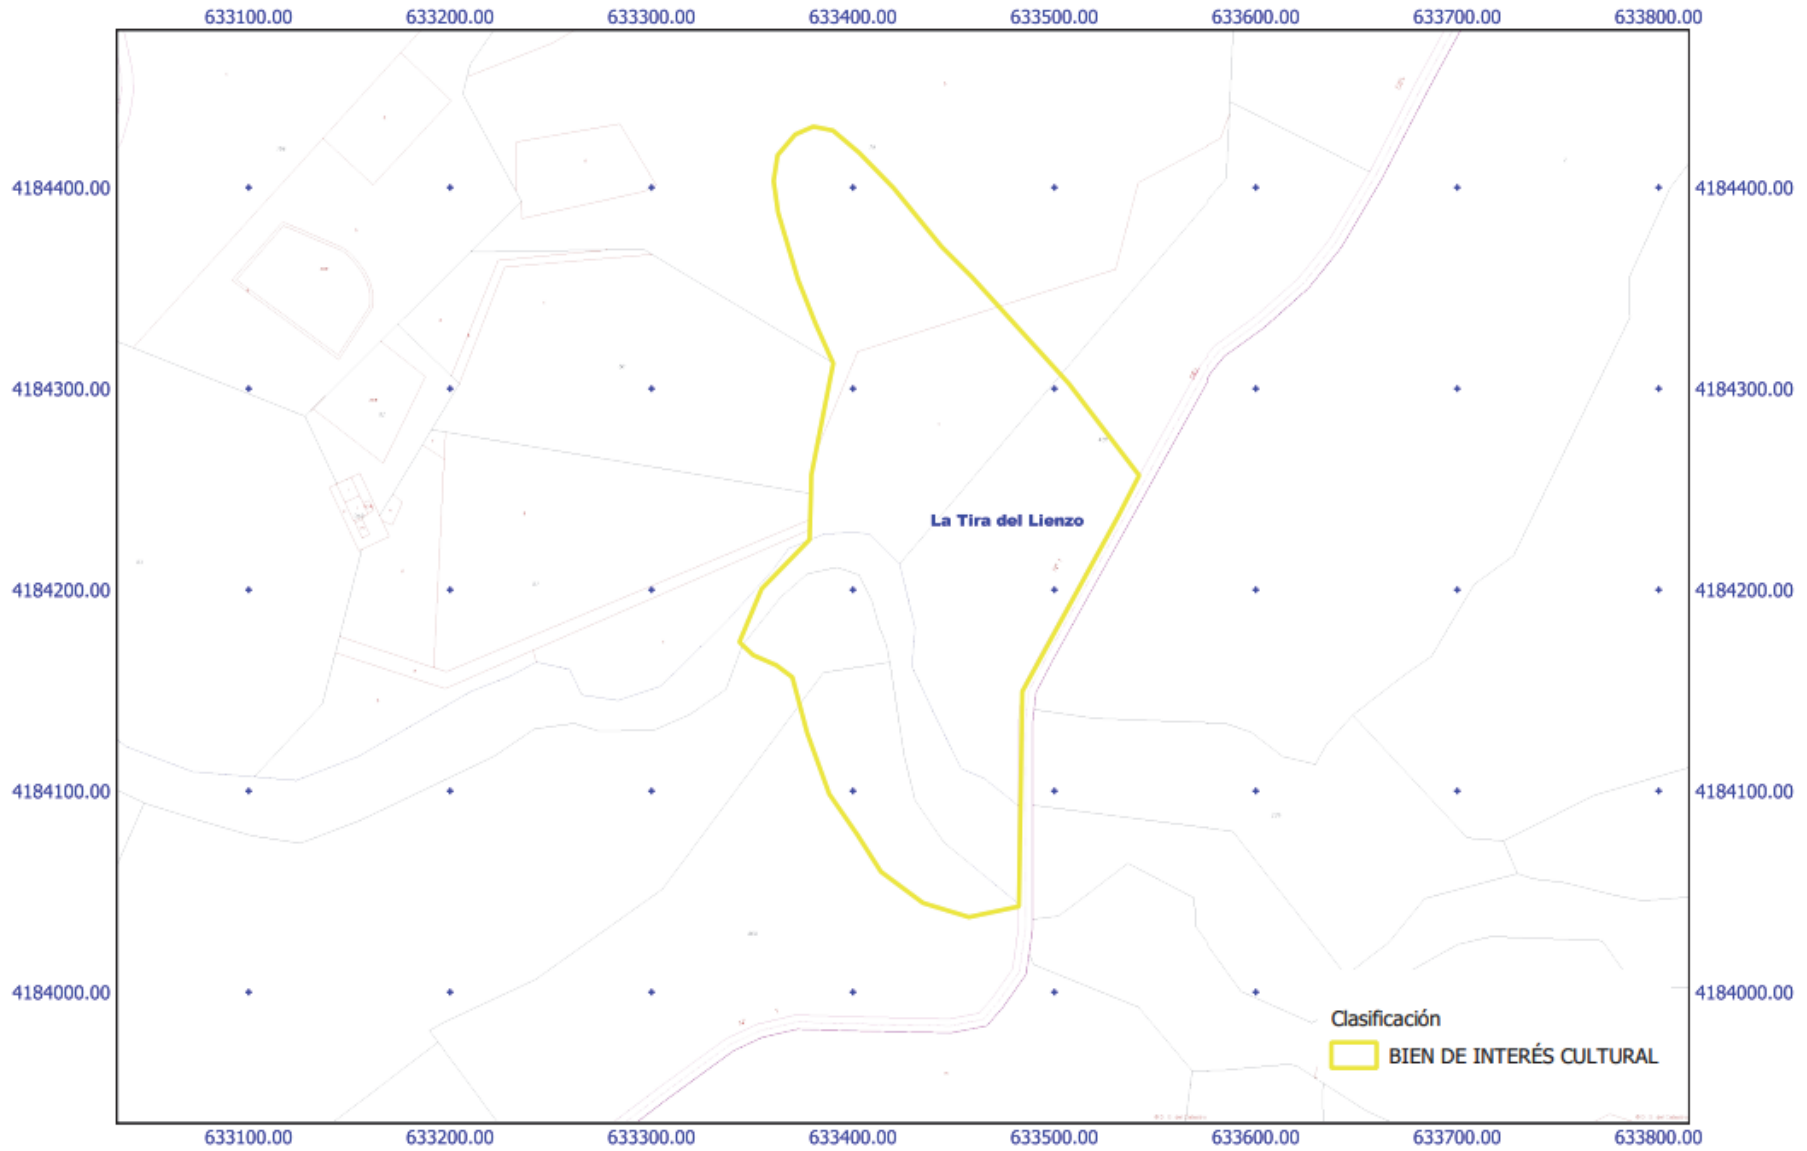 633100.00 633200.00 633300.00 633400.00 633500.00 633600.00 633700.00 633800.00
4184400.00 4184400.00
4184300.00 4184300.00
La Tira del Lienzo
4184200.00 4184200.00
4184100.00 4184100.00
4184000.00 4184000.00
Clasificación
BIEN DE INTERÉS CULTURAL
633100.00 633200.00 633300.00 633400.00 633500.00 633600.00 633700.00 633800.00